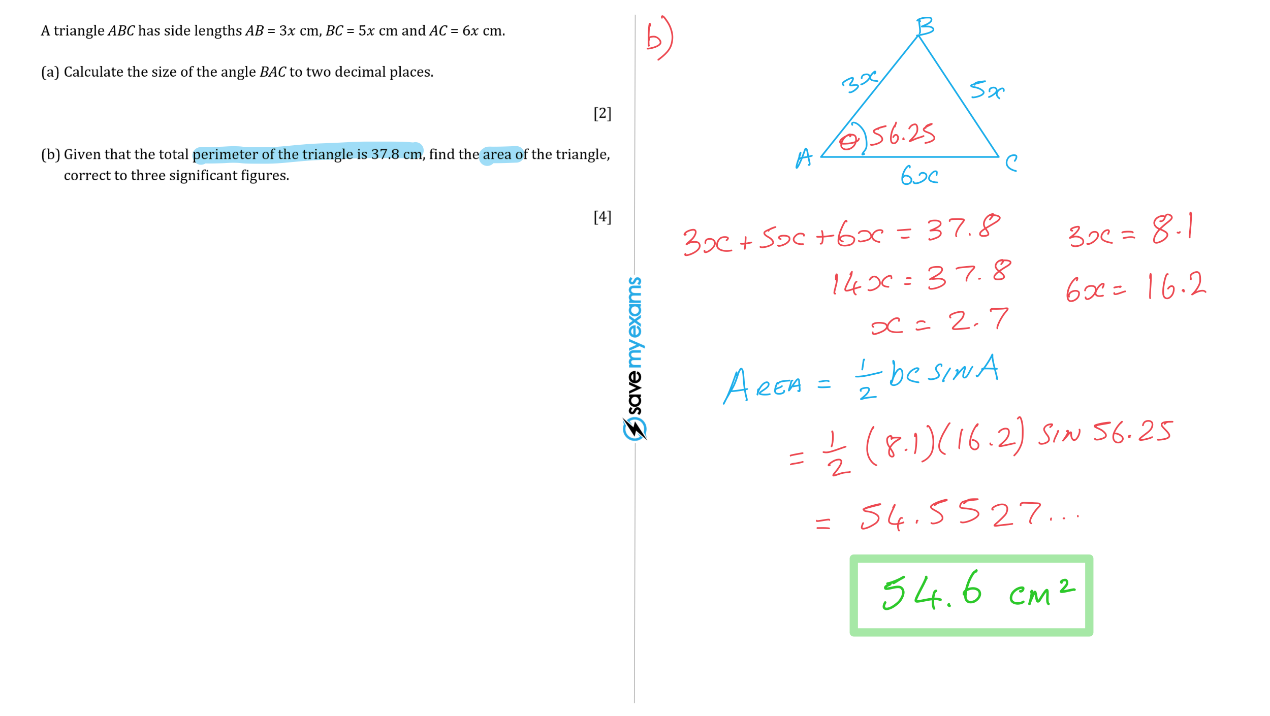 A triangle ABC has side lengths AB = 3x cm, BC = 5x cm and AC = 6x cm.
(a) Calculate the size of the angle BAC to two decimal places.
[2]
(b) Given that the total perimeter of the triangle is 37.8 cm, find the area of the triangle,
correct to three significant figures.
[4]
savemyexams
b)
B
3x
5x
θ 56.25
A
C
6x
3x + 5x + 6x = 37.8
14x = 37.8
x = 2.7
3x = 8.1
6x = 16.2
AREA = 1/2 bc SIN A
= 1/2 (8.1)(16.2) SIN 56.25
= 54.5527...
54.6 cm²